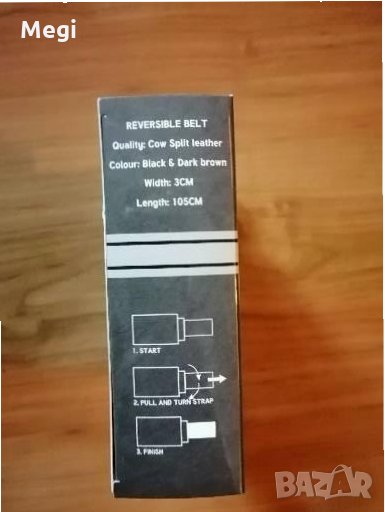 Megi
REVERSIBLE BELT
Quality: Cow Split leather
Colour: Black & Dark brown
Width: 3CM
Length: 105CM
1. START
2. PULL AND TURN STRAP
3. FINISH
BAZAR